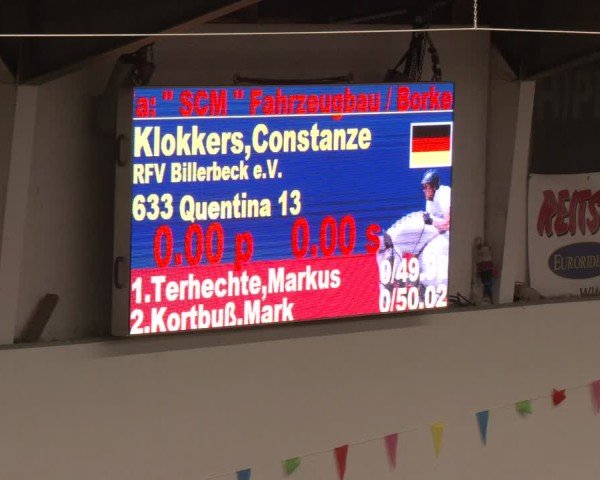 a: " SCM " Fahrzeugbau / Borke
Klokkers,Constanze
RFV Billerbeck e.V.
633 Quentina 13
0.00 p 0.00 s
1.Terhechte,Markus
2.Kortbuß.Mark 0/50.02
REITS
EURORIDI